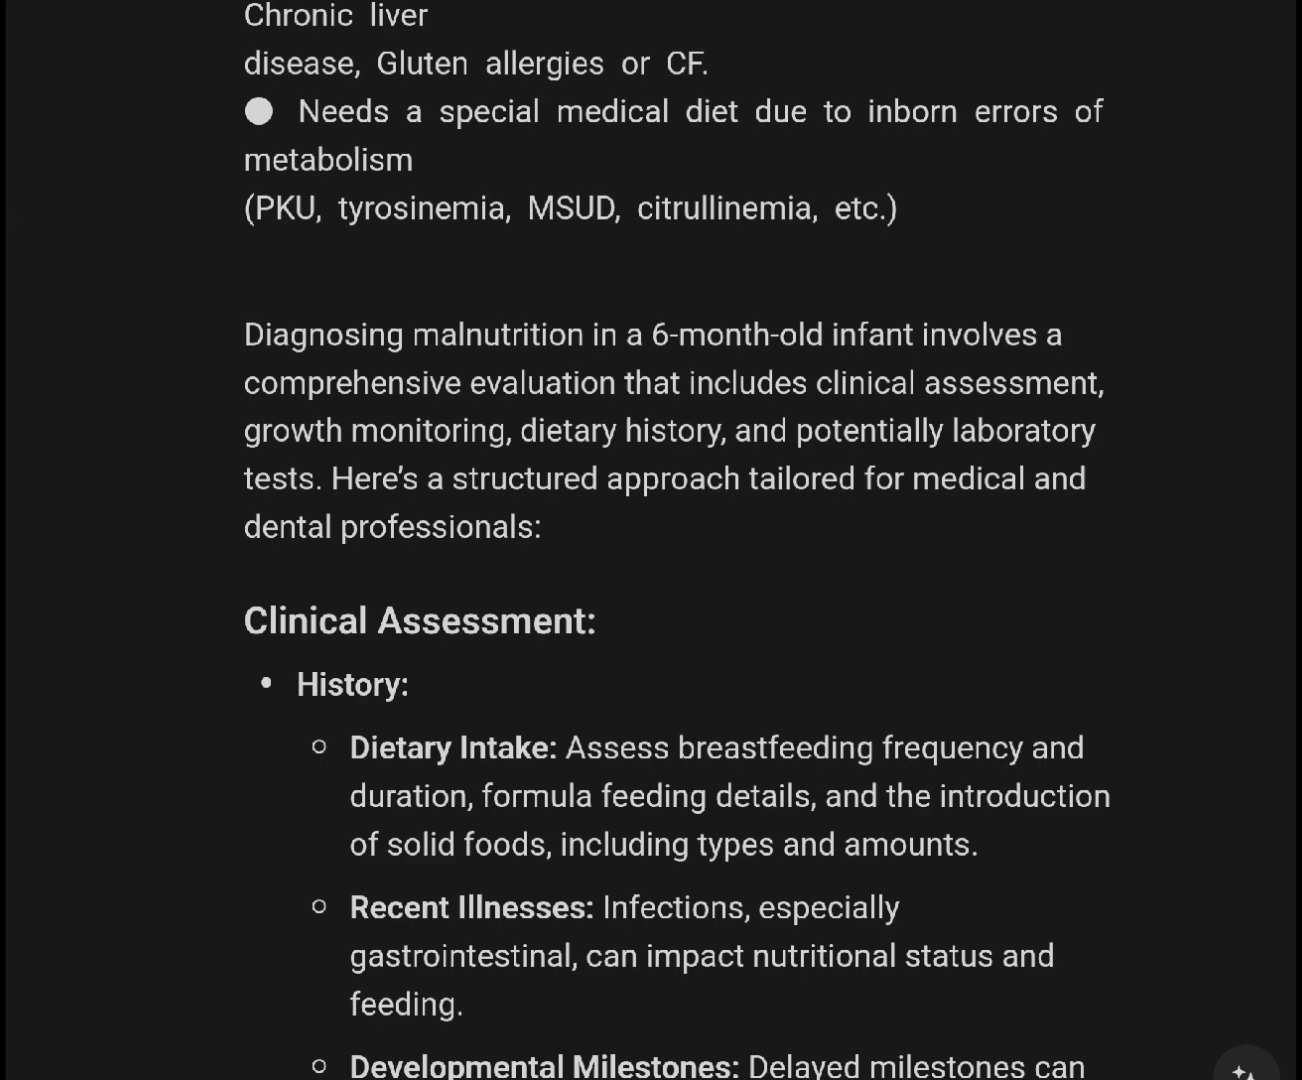 Chronic liver
disease, Gluten allergies or CF.
● Needs a special medical diet due to inborn errors of
metabolism
(PKU, tyrosinemia, MSUD, citrullinemia, etc.)
Diagnosing malnutrition in a 6-month-old infant involves a
comprehensive evaluation that includes clinical assessment,
growth monitoring, dietary history, and potentially laboratory
tests. Here’s a structured approach tailored for medical and
dental professionals:
Clinical Assessment:
• History:
○ Dietary Intake: Assess breastfeeding frequency and
duration, formula feeding details, and the introduction
of solid foods, including types and amounts.
○ Recent Illnesses: Infections, especially
gastrointestinal, can impact nutritional status and
feeding.
○ Developmental Milestones: Delayed milestones can